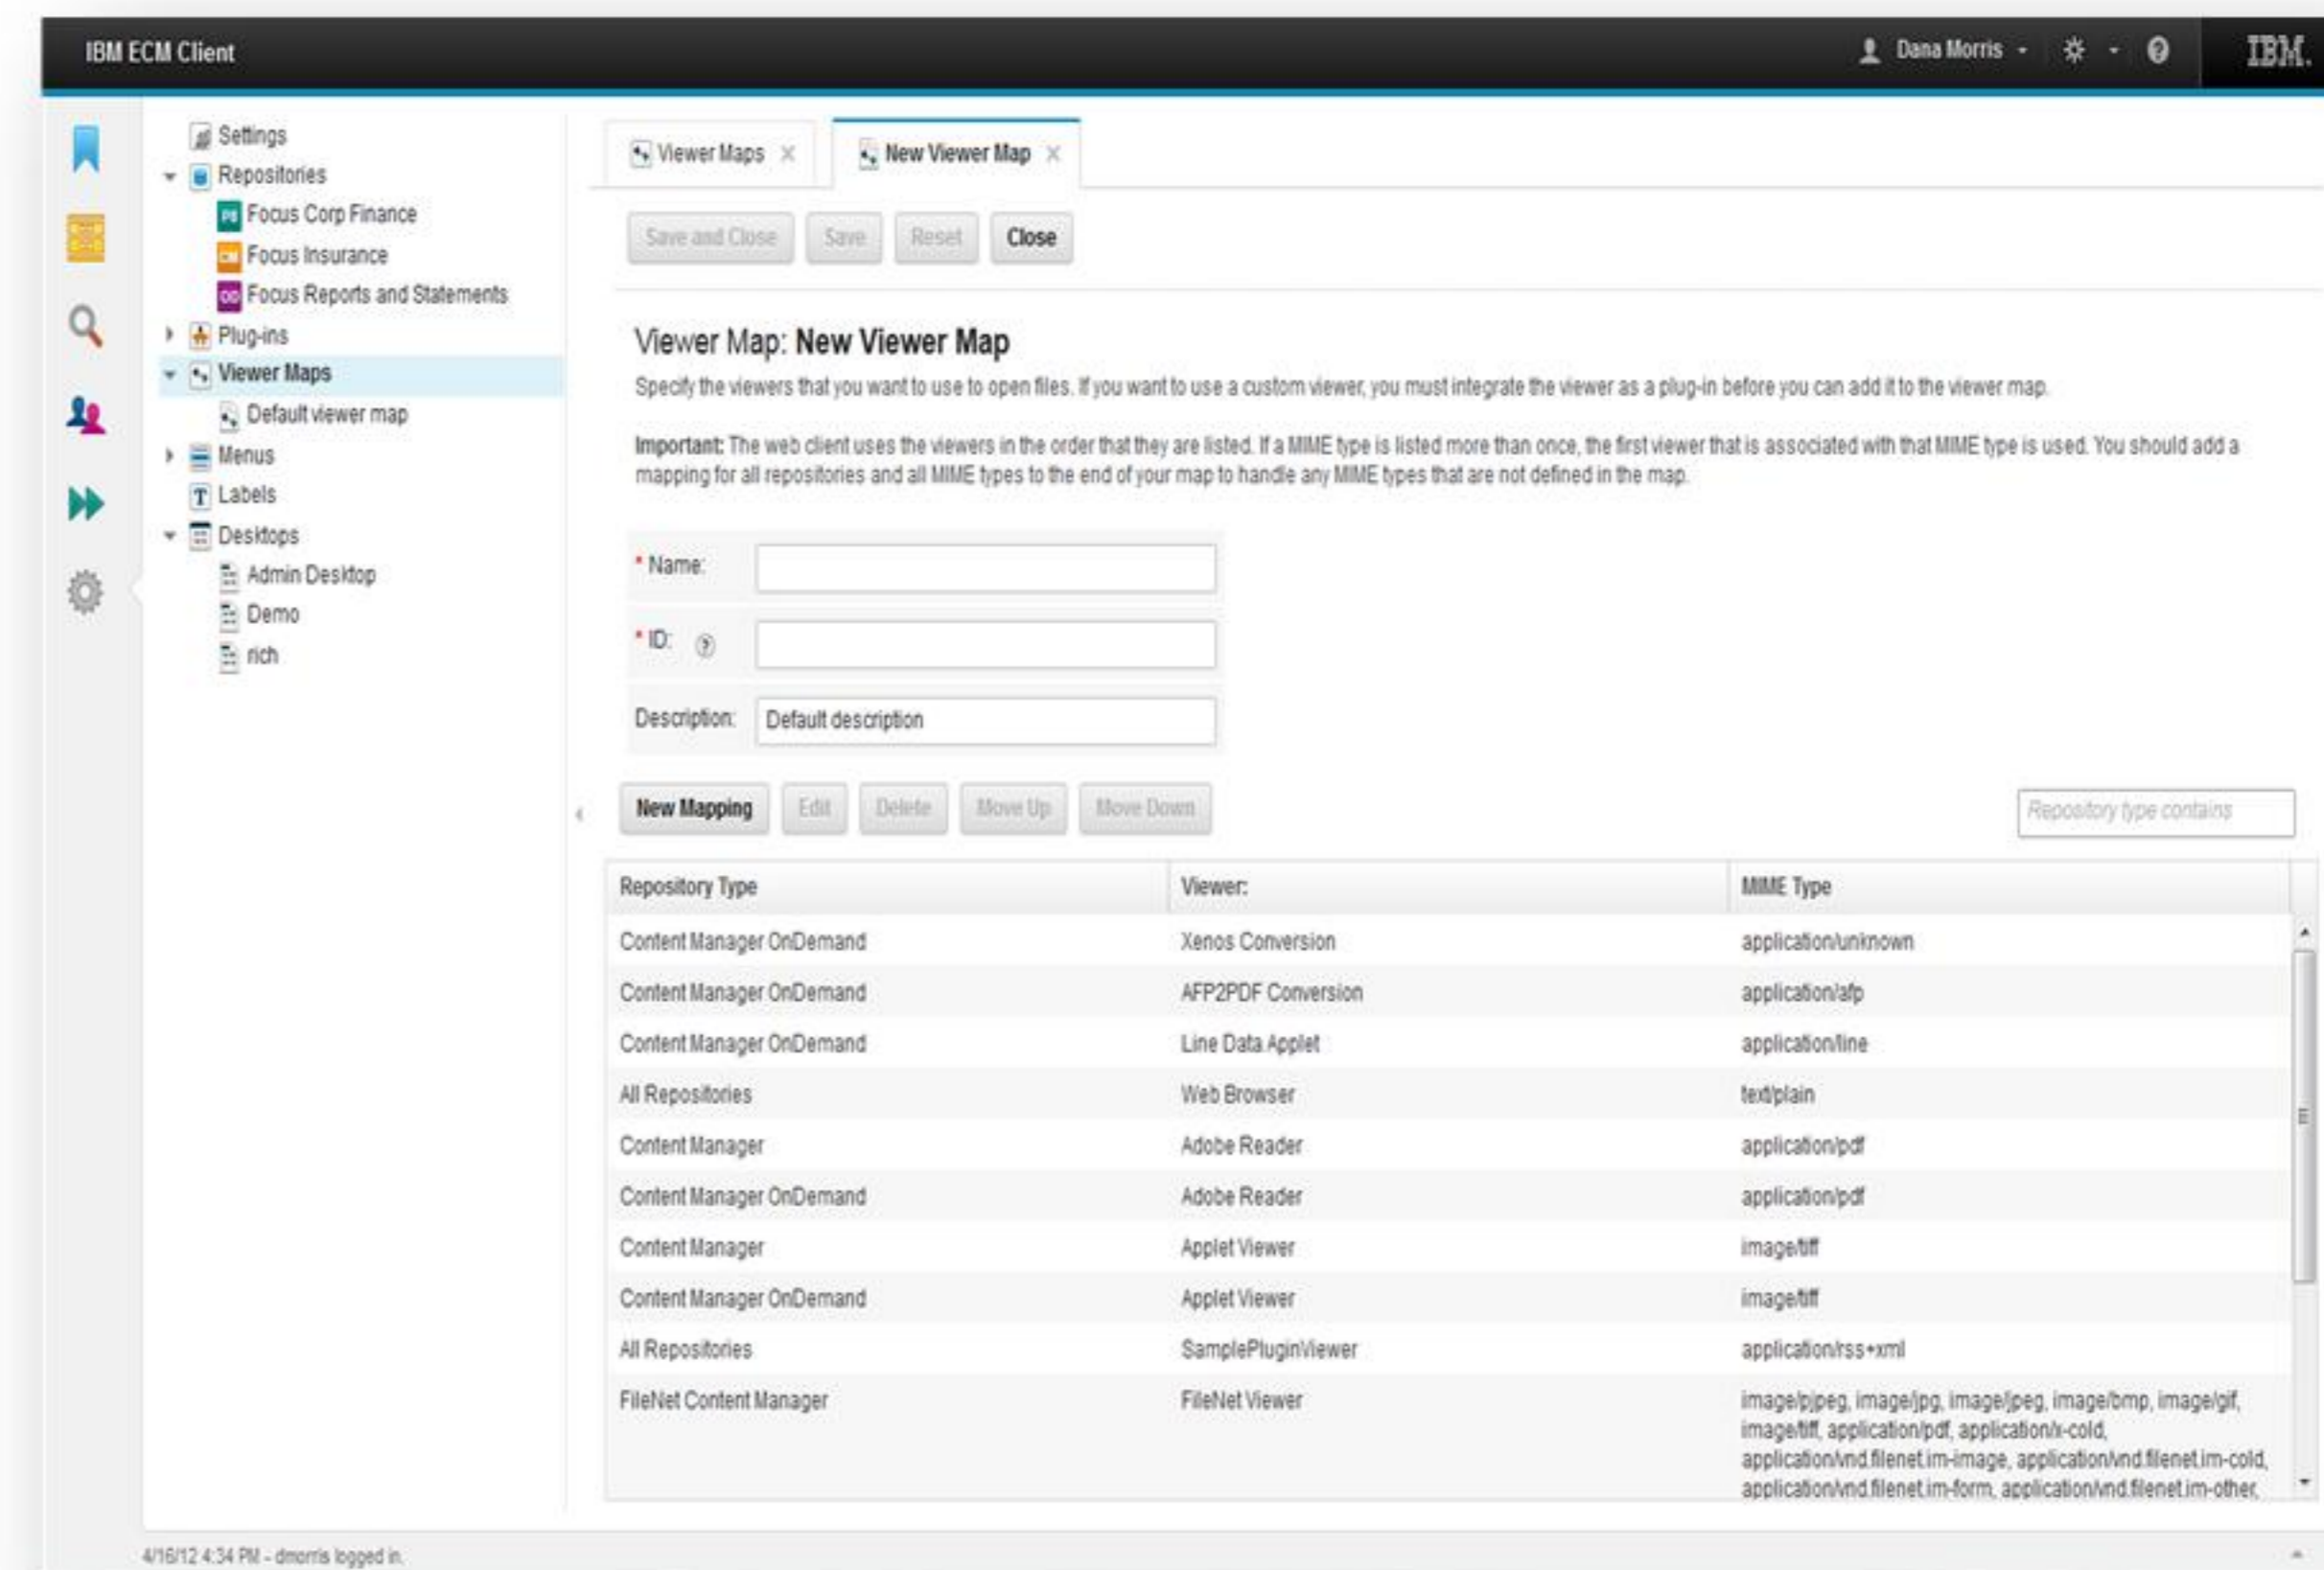 IBM ECM Client
Dana Morris
IBM.
Settings
Repositories
Focus Corp Finance
Focus Insurance
Focus Reports and Statements
Plug-ins
Viewer Maps
Default viewer map
Menus
Labels
Desktops
Admin Desktop
Demo
rich
Viewer Maps
New Viewer Map
Save and Close Save Reset Close
Viewer Map: New Viewer Map
Specify the viewers that you want to use to open files. If you want to use a custom viewer, you must integrate the viewer as a plug-in before you can add it to the viewer map.
Important: The web client uses the viewers in the order that they are listed. If a MIME type is listed more than once, the first viewer that is associated with that MIME type is used. You should add a
mapping for all repositories and all MIME types to the end of your map to handle any MIME types that are not defined in the map.
* Name:
* ID: ?
Description: Default description
New Mapping Edit Delete Move Up Move Down Repository type contains
Repository Type Viewer: MIME Type
Content Manager OnDemand Xenos Conversion application/unknown
Content Manager OnDemand AFP2PDF Conversion application/afp
Content Manager OnDemand Line Data Applet application/line
All Repositories Web Browser text/plain
Content Manager Adobe Reader application/pdf
Content Manager OnDemand Adobe Reader application/pdf
Content Manager Applet Viewer image/tiff
Content Manager OnDemand Applet Viewer image/tiff
All Repositories SamplePluginViewer application/rss+xml
FileNet Content Manager FileNet Viewer image/pjpeg, image/jpg, image/jpeg, image/bmp, image/gif,
image/tiff, application/pdf, application/x-cold,
application/vnd.filenet.im-image, application/vnd.filenet.im-cold,
application/vnd.filenet.im-form, application/vnd.filenet.im-other,
4/16/12 4:34 PM - dmorris logged in.